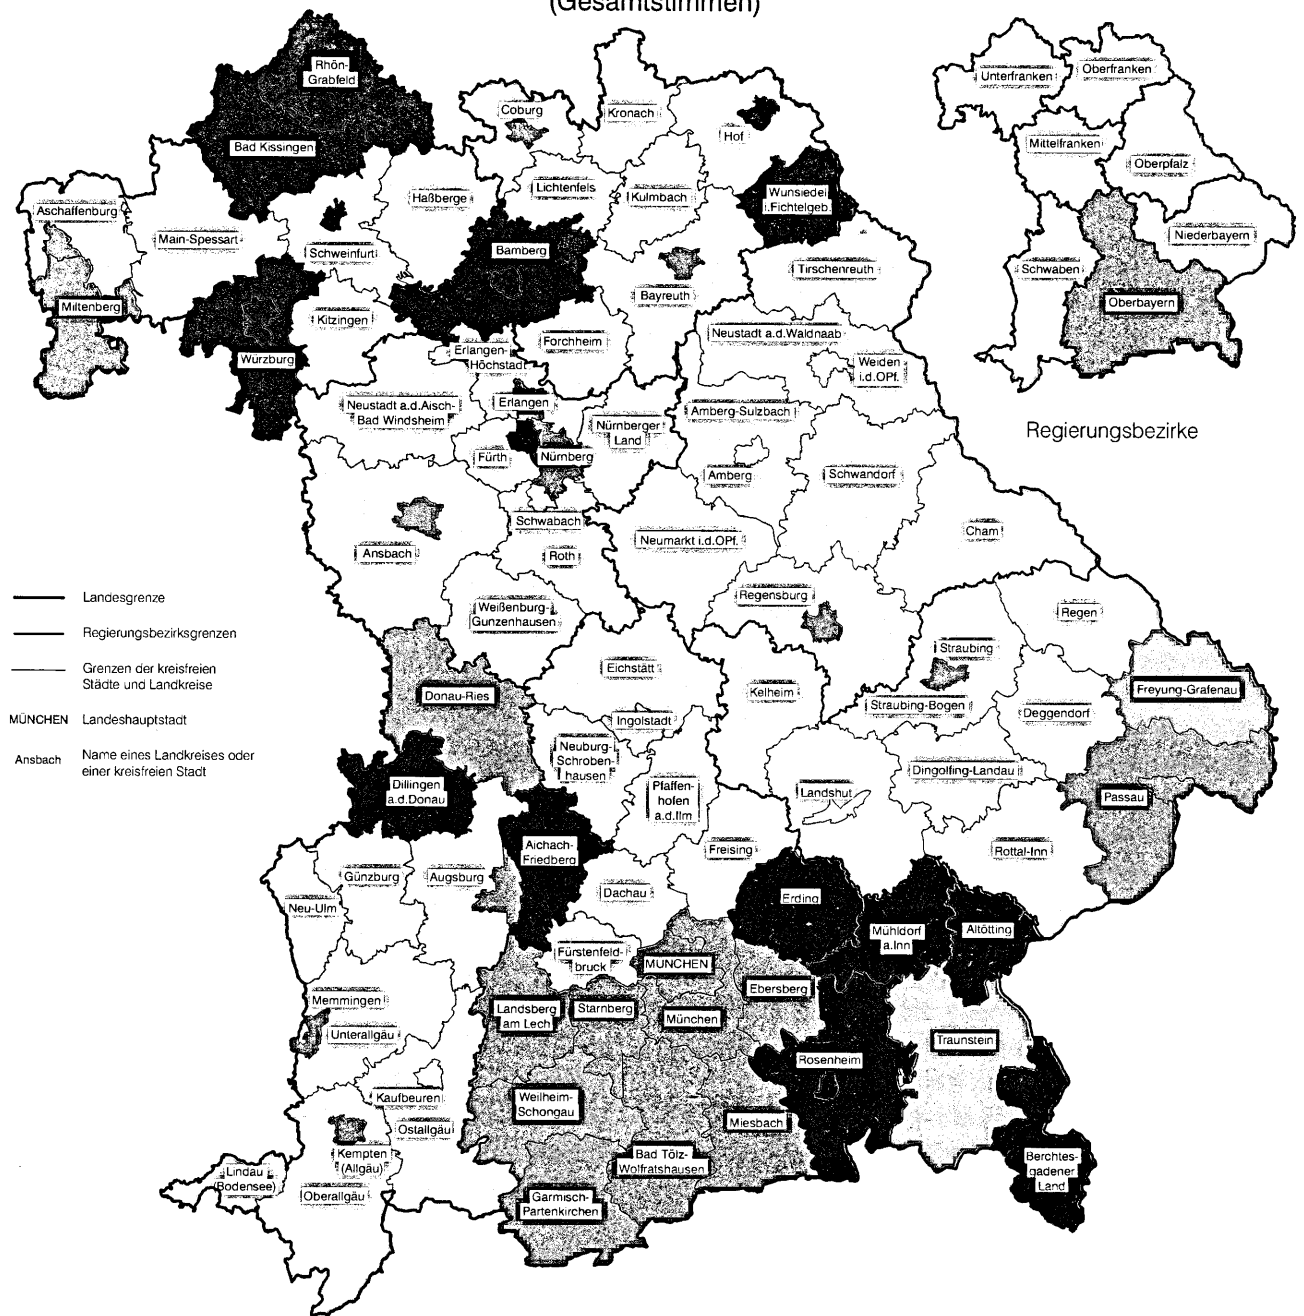 (Gesamtstimmen)
Rhön-
Grabfeld
Bad Kissingen
Coburg
Kronach
Hof
Lichtenfels
Kulmbach
Wunsiedel
i.Fichtelgeb.
Haßberge
Aschaffenburg
Main-Spessart
Schweinfurt
Bamberg
Bayreuth
Tirschenreuth
Miltenberg
Kitzingen
Würzburg
Forchheim
Erlangen-
Höchstadt
Neustadt a.d.Waldnaab
Weiden
i.d.OPf.
Neustadt a.d.Aisch-
Bad Windsheim
Erlangen
Nürnberger
Land
Amberg-Sulzbach
Fürth
Nürnberg
Amberg
Schwandorf
Ansbach
Schwabach
Roth
Neumarkt i.d.OPf.
Cham
Weißenburg-
Gunzenhausen
Regensburg
Regen
Straubing
Eichstätt
Kelheim
Donau-Ries
Straubing-Bogen
Deggendorf
Freyung-Grafenau
Ingolstadt
Neuburg-
Schroben-
hausen
Dingolfing-Landau
Dillingen
a.d.Donau
Pfaffen-
hofen
a.d.Ilm
Landshut
Passau
Aichach-
Friedberg
Freising
Rottal-Inn
Günzburg
Augsburg
Dachau
Erding
Neu-Ulm
Mühldorf
a.Inn
Altötting
Fürstenfeld-
bruck
MÜNCHEN
Ebersberg
Memmingen
Landsberg
am Lech
Starnberg
München
Unterallgäu
Rosenheim
Traunstein
Kaufbeuren
Weilheim-
Schongau
Ostallgäu
Miesbach
Kempten
(Allgäu)
Bad Tölz-
Wolfratshausen
Lindau
(Bodensee)
Oberallgäu
Garmisch-
Partenkirchen
Berchtes-
gadener
Land
Unterfranken
Oberfranken
Mittelfranken
Oberpfalz
Niederbayern
Schwaben
Oberbayern
Regierungsbezirke
Landesgrenze
Regierungsbezirksgrenzen
Grenzen der kreisfreien
Städte und Landkreise
MÜNCHEN Landeshauptstadt
Ansbach Name eines Landkreises oder
einer kreisfreien Stadt